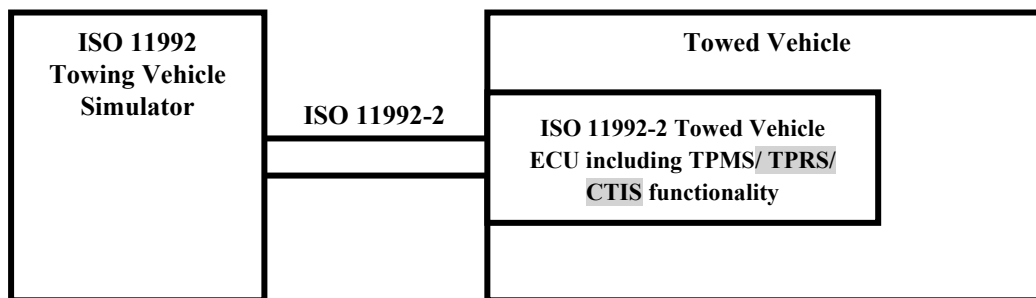 ISO 11992
Towing Vehicle
Simulator
ISO 11992-2
Towed Vehicle
ISO 11992-2 Towed Vehicle
ECU including TPMS/ TPRS/
CTIS functionality